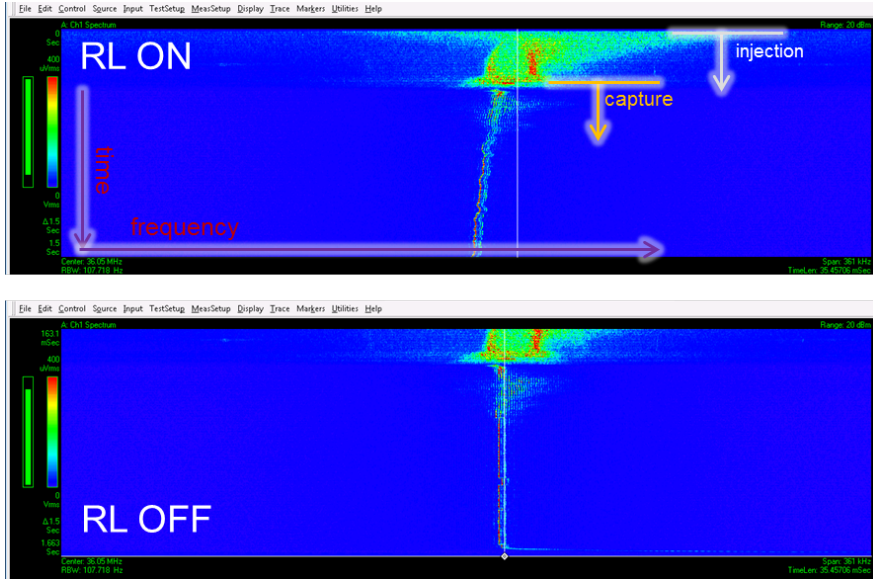 File Edit Control Source Input TestSetup MeasSetup Display Trace Markers Utilities Help
A: Ch1 Spectrum Range: 20 dBm
0
Sec
RL ON
injection
400
uVrms
capture
time
0
Vrms
frequency
Δ1.5
Sec
1.5
Sec
Center: 36.05 MHz Span: 361 kHz
RBW: 107.718 Hz TimeLen: 35.45706 mSec
File Edit Control Source Input TestSetup MeasSetup Display Trace Markers Utilities Help
A: Ch1 Spectrum Range: 20 dBm
163.1
mSec
400
uVrms
0
Vrms
RL OFF
Δ1.5
Sec
1.663
Sec
Center: 36.05 MHz Span: 361 kHz
RBW: 107.718 Hz TimeLen: 35.45706 mSec